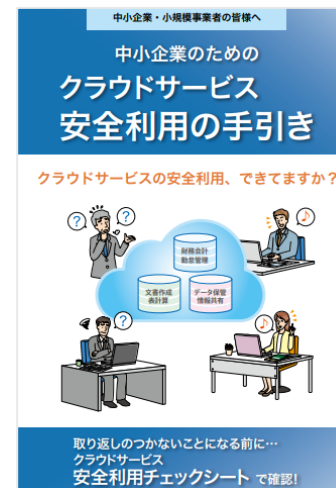 中小企業・小規模事業者の皆様へ
中小企業のための
クラウドサービス
安全利用の手引き
クラウドサービスの安全利用、できてますか?
? ?
♪
財務会計
勤怠管理
文書作成
表計算
データ保管
情報共有
?
♪
取り返しのつかないことになる前に…
クラウドサービス
安全利用チェックシート で確認!